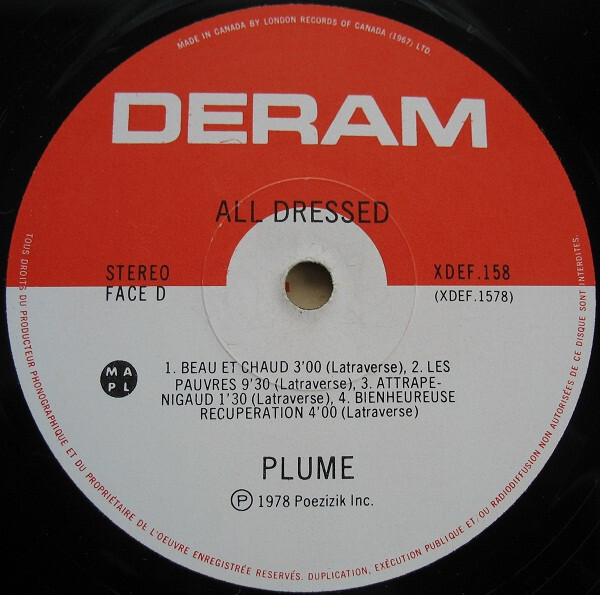 MADE IN CANADA BY LONDON RECORDS OF CANADA (1967) LTD.
DERAM
ALL DRESSED
STEREO
FACE D
XDEF.158
(XDEF.1578)
M A
P L
1. BEAU ET CHAUD 3'00 (Latraverse), 2. LES
PAUVRES 9'30 (Latraverse), 3. ATTRAPE-
NIGAUD 1'30 (Latraverse), 4. BIENHEUREUSE
RECUPERATION 4'00 (Latraverse)
PLUME
Ⓟ 1978 Poezizik Inc.
TOUS DROITS DU PRODUCTEUR PHONOGRAPHIQUE ET DU PROPRIÉTAIRE DE L'OEUVRE ENREGISTRÉE RESERVÉS. DUPLICATION, EXÉCUTION PUBLIQUE ET/OU RADIODIFFUSION NON AUTORISÉES DE CE DISQUE SONT INTERDITES.